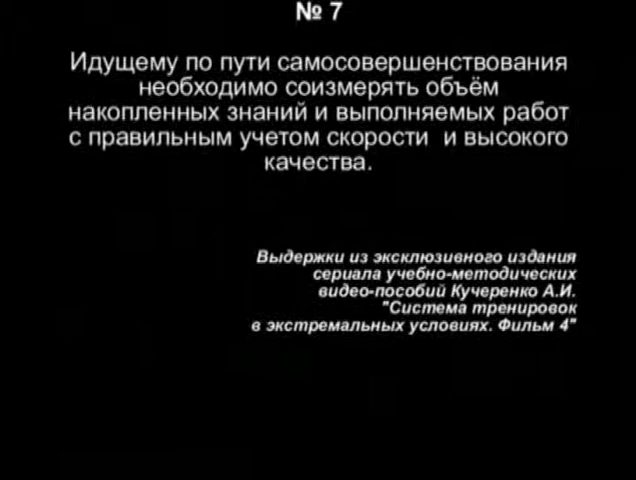 № 7
Идущему по пути самосовершенствования
необходимо соизмерять объём
накопленных знаний и выполняемых работ
с правильным учетом скорости и высокого
качества.
Выдержки из эксклюзивного издания
сериала учебно-методических
видео-пособий Кучеренко А.И.
"Система тренировок
в экстремальных условиях. Фильм 4"